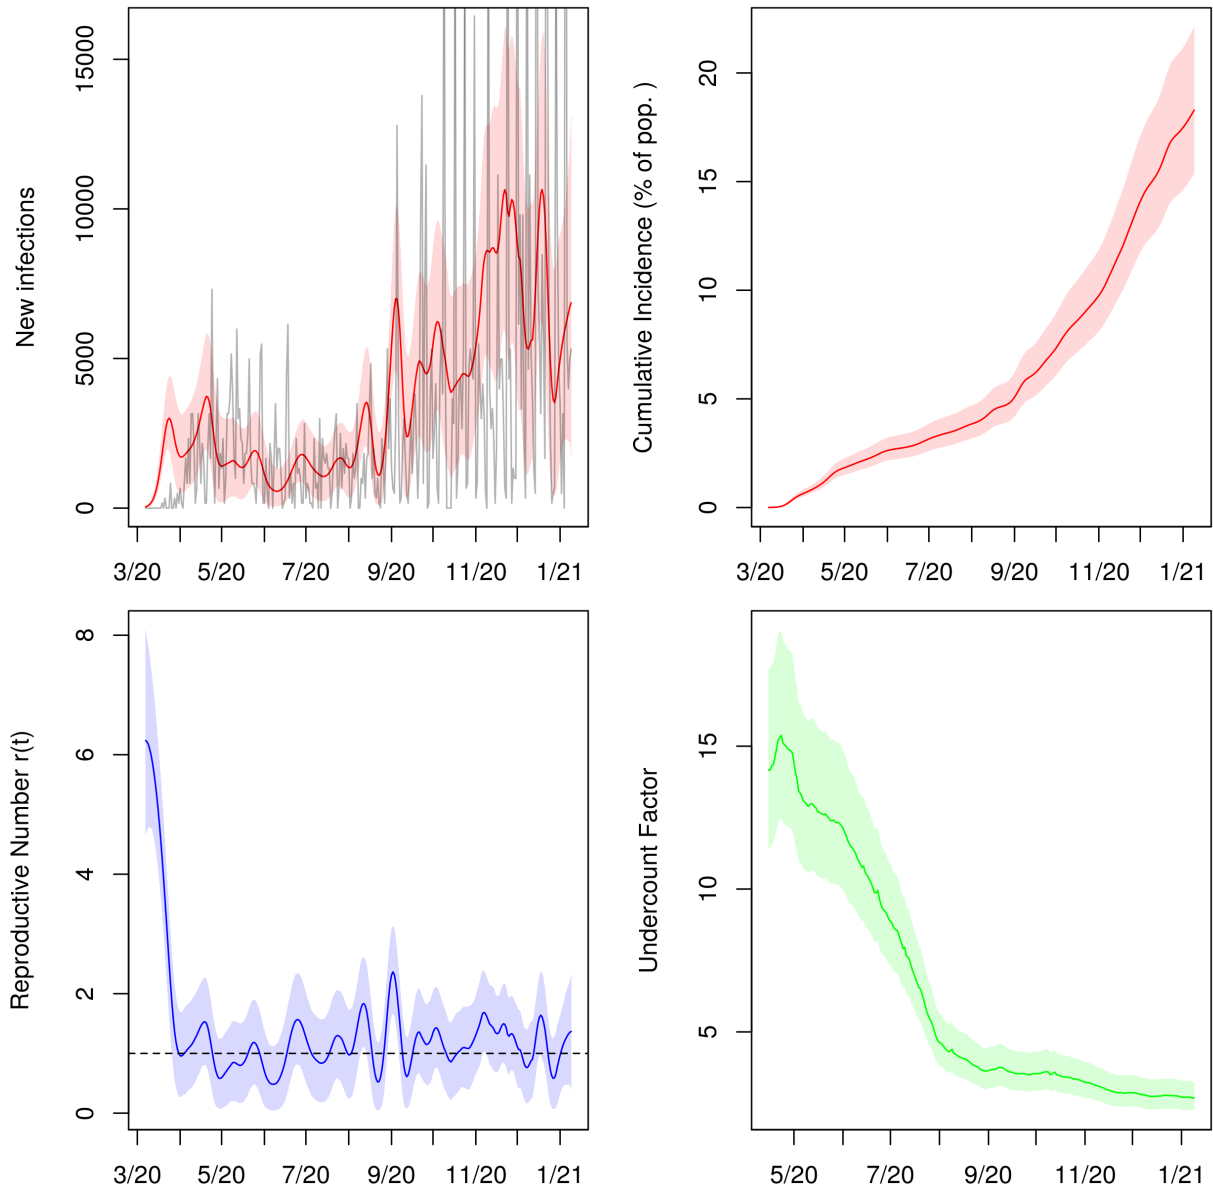 New infections
15000
10000
5000
0
3/20 5/20 7/20 9/20 11/20 1/21
Cumulative Incidence (% of pop. )
20
15
10
5
0
3/20 5/20 7/20 9/20 11/20 1/21
Reproductive Number r(t)
8
6
4
2
0
3/20 5/20 7/20 9/20 11/20 1/21
Undercount Factor
15
10
5
5/20 7/20 9/20 11/20 1/21